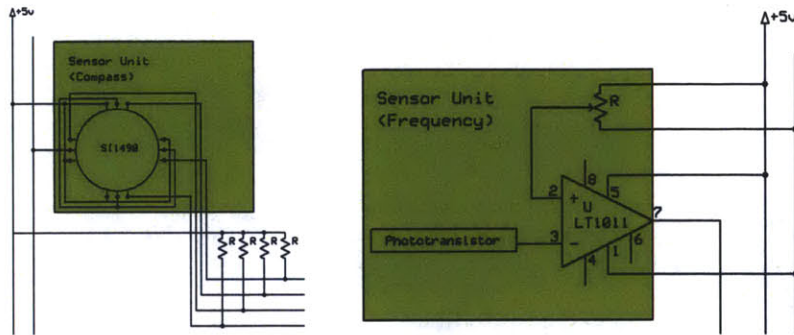 +5v
Sensor Unit
(Compass)
SI1490
R R R R
+5v
Sensor Unit
(Frequency)
R
8
5
2
+
U
7
LT1011
Phototransistor
3
-
6
1
4